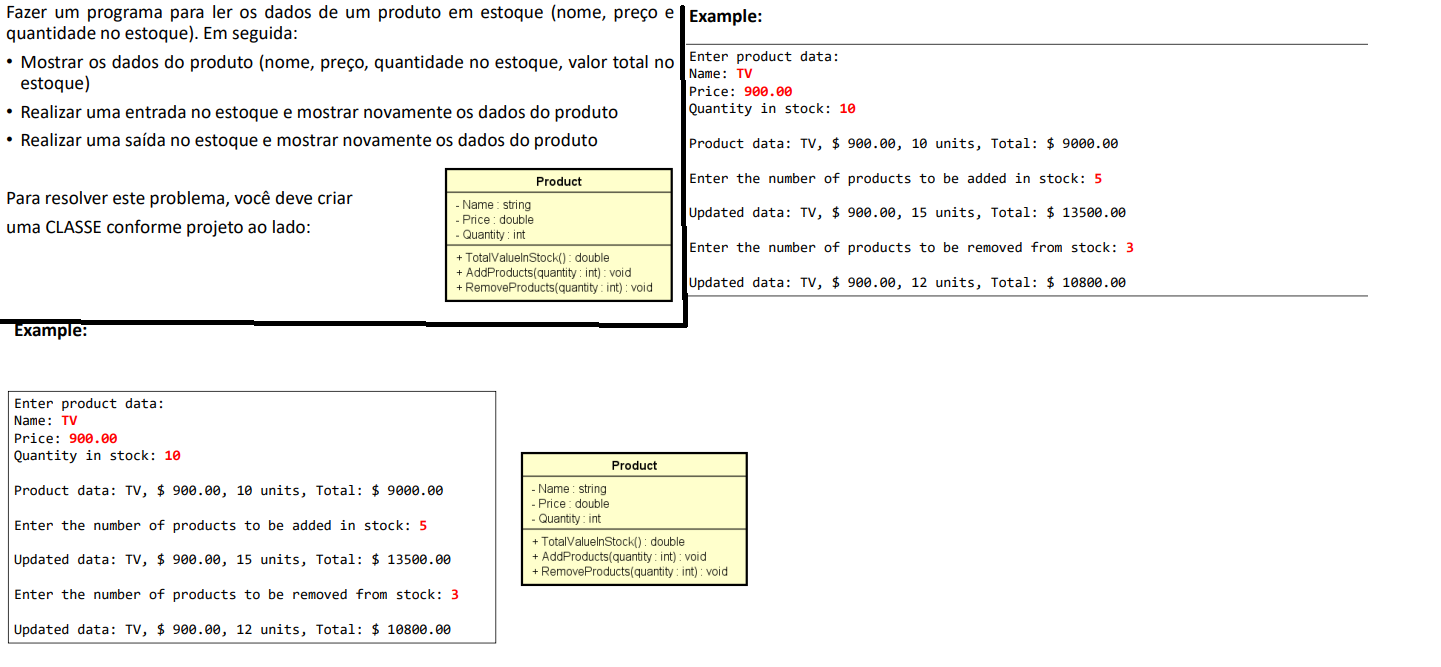 Fazer um programa para ler os dados de um produto em estoque (nome, preço e
quantidade no estoque). Em seguida:
• Mostrar os dados do produto (nome, preço, quantidade no estoque, valor total no
estoque)
• Realizar uma entrada no estoque e mostrar novamente os dados do produto
• Realizar uma saída no estoque e mostrar novamente os dados do produto
Para resolver este problema, você deve criar
uma CLASSE conforme projeto ao lado:
Product
- Name : string
- Price : double
- Quantity : int
+ TotalValueInStock() : double
+ AddProducts(quantity : int) : void
+ RemoveProducts(quantity : int) : void
Example:
Enter product data:
Name: TV
Price: 900.00
Quantity in stock: 10
Product data: TV, $ 900.00, 10 units, Total: $ 9000.00
Enter the number of products to be added in stock: 5
Updated data: TV, $ 900.00, 15 units, Total: $ 13500.00
Enter the number of products to be removed from stock: 3
Updated data: TV, $ 900.00, 12 units, Total: $ 10800.00
Example:
Enter product data:
Name: TV
Price: 900.00
Quantity in stock: 10
Product data: TV, $ 900.00, 10 units, Total: $ 9000.00
Enter the number of products to be added in stock: 5
Updated data: TV, $ 900.00, 15 units, Total: $ 13500.00
Enter the number of products to be removed from stock: 3
Updated data: TV, $ 900.00, 12 units, Total: $ 10800.00
Product
- Name : string
- Price : double
- Quantity : int
+ TotalValueInStock() : double
+ AddProducts(quantity : int) : void
+ RemoveProducts(quantity : int) : void